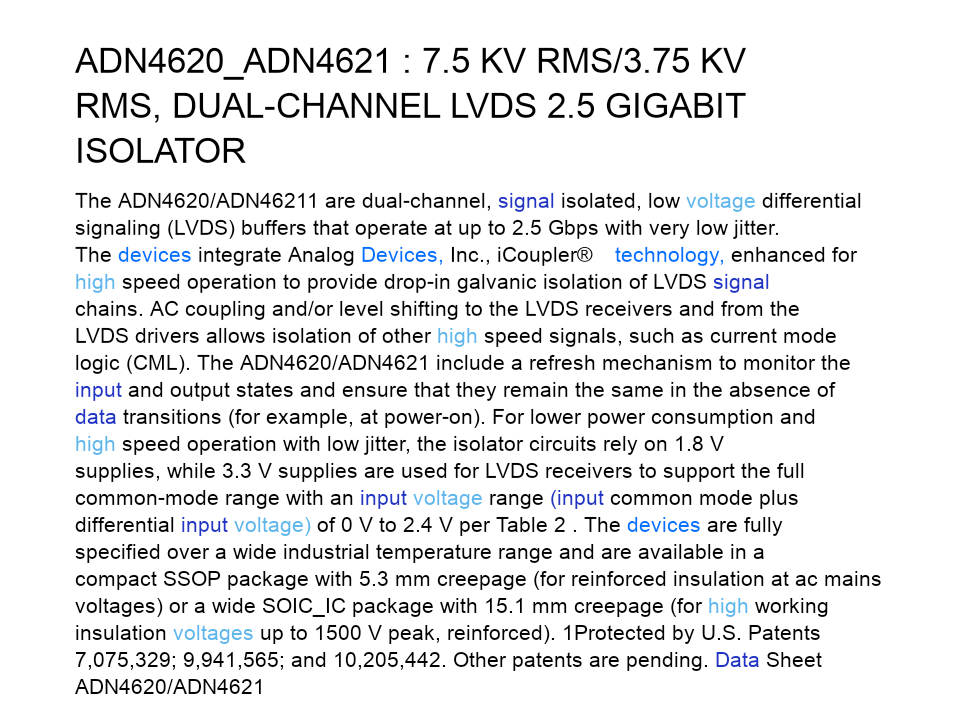 ADN4620_ADN4621 : 7.5 KV RMS/3.75 KV
RMS, DUAL-CHANNEL LVDS 2.5 GIGABIT
ISOLATOR
The ADN4620/ADN46211 are dual-channel, signal isolated, low voltage differential
signaling (LVDS) buffers that operate at up to 2.5 Gbps with very low jitter.
The devices integrate Analog Devices, Inc., iCoupler® technology, enhanced for
high speed operation to provide drop-in galvanic isolation of LVDS signal
chains. AC coupling and/or level shifting to the LVDS receivers and from the
LVDS drivers allows isolation of other high speed signals, such as current mode
logic (CML). The ADN4620/ADN4621 include a refresh mechanism to monitor the
input and output states and ensure that they remain the same in the absence of
data transitions (for example, at power-on). For lower power consumption and
high speed operation with low jitter, the isolator circuits rely on 1.8 V
supplies, while 3.3 V supplies are used for LVDS receivers to support the full
common-mode range with an input voltage range (input common mode plus
differential input voltage) of 0 V to 2.4 V per Table 2 . The devices are fully
specified over a wide industrial temperature range and are available in a
compact SSOP package with 5.3 mm creepage (for reinforced insulation at ac mains
voltages) or a wide SOIC_IC package with 15.1 mm creepage (for high working
insulation voltages up to 1500 V peak, reinforced). 1Protected by U.S. Patents
7,075,329; 9,941,565; and 10,205,442. Other patents are pending. Data Sheet
ADN4620/ADN4621